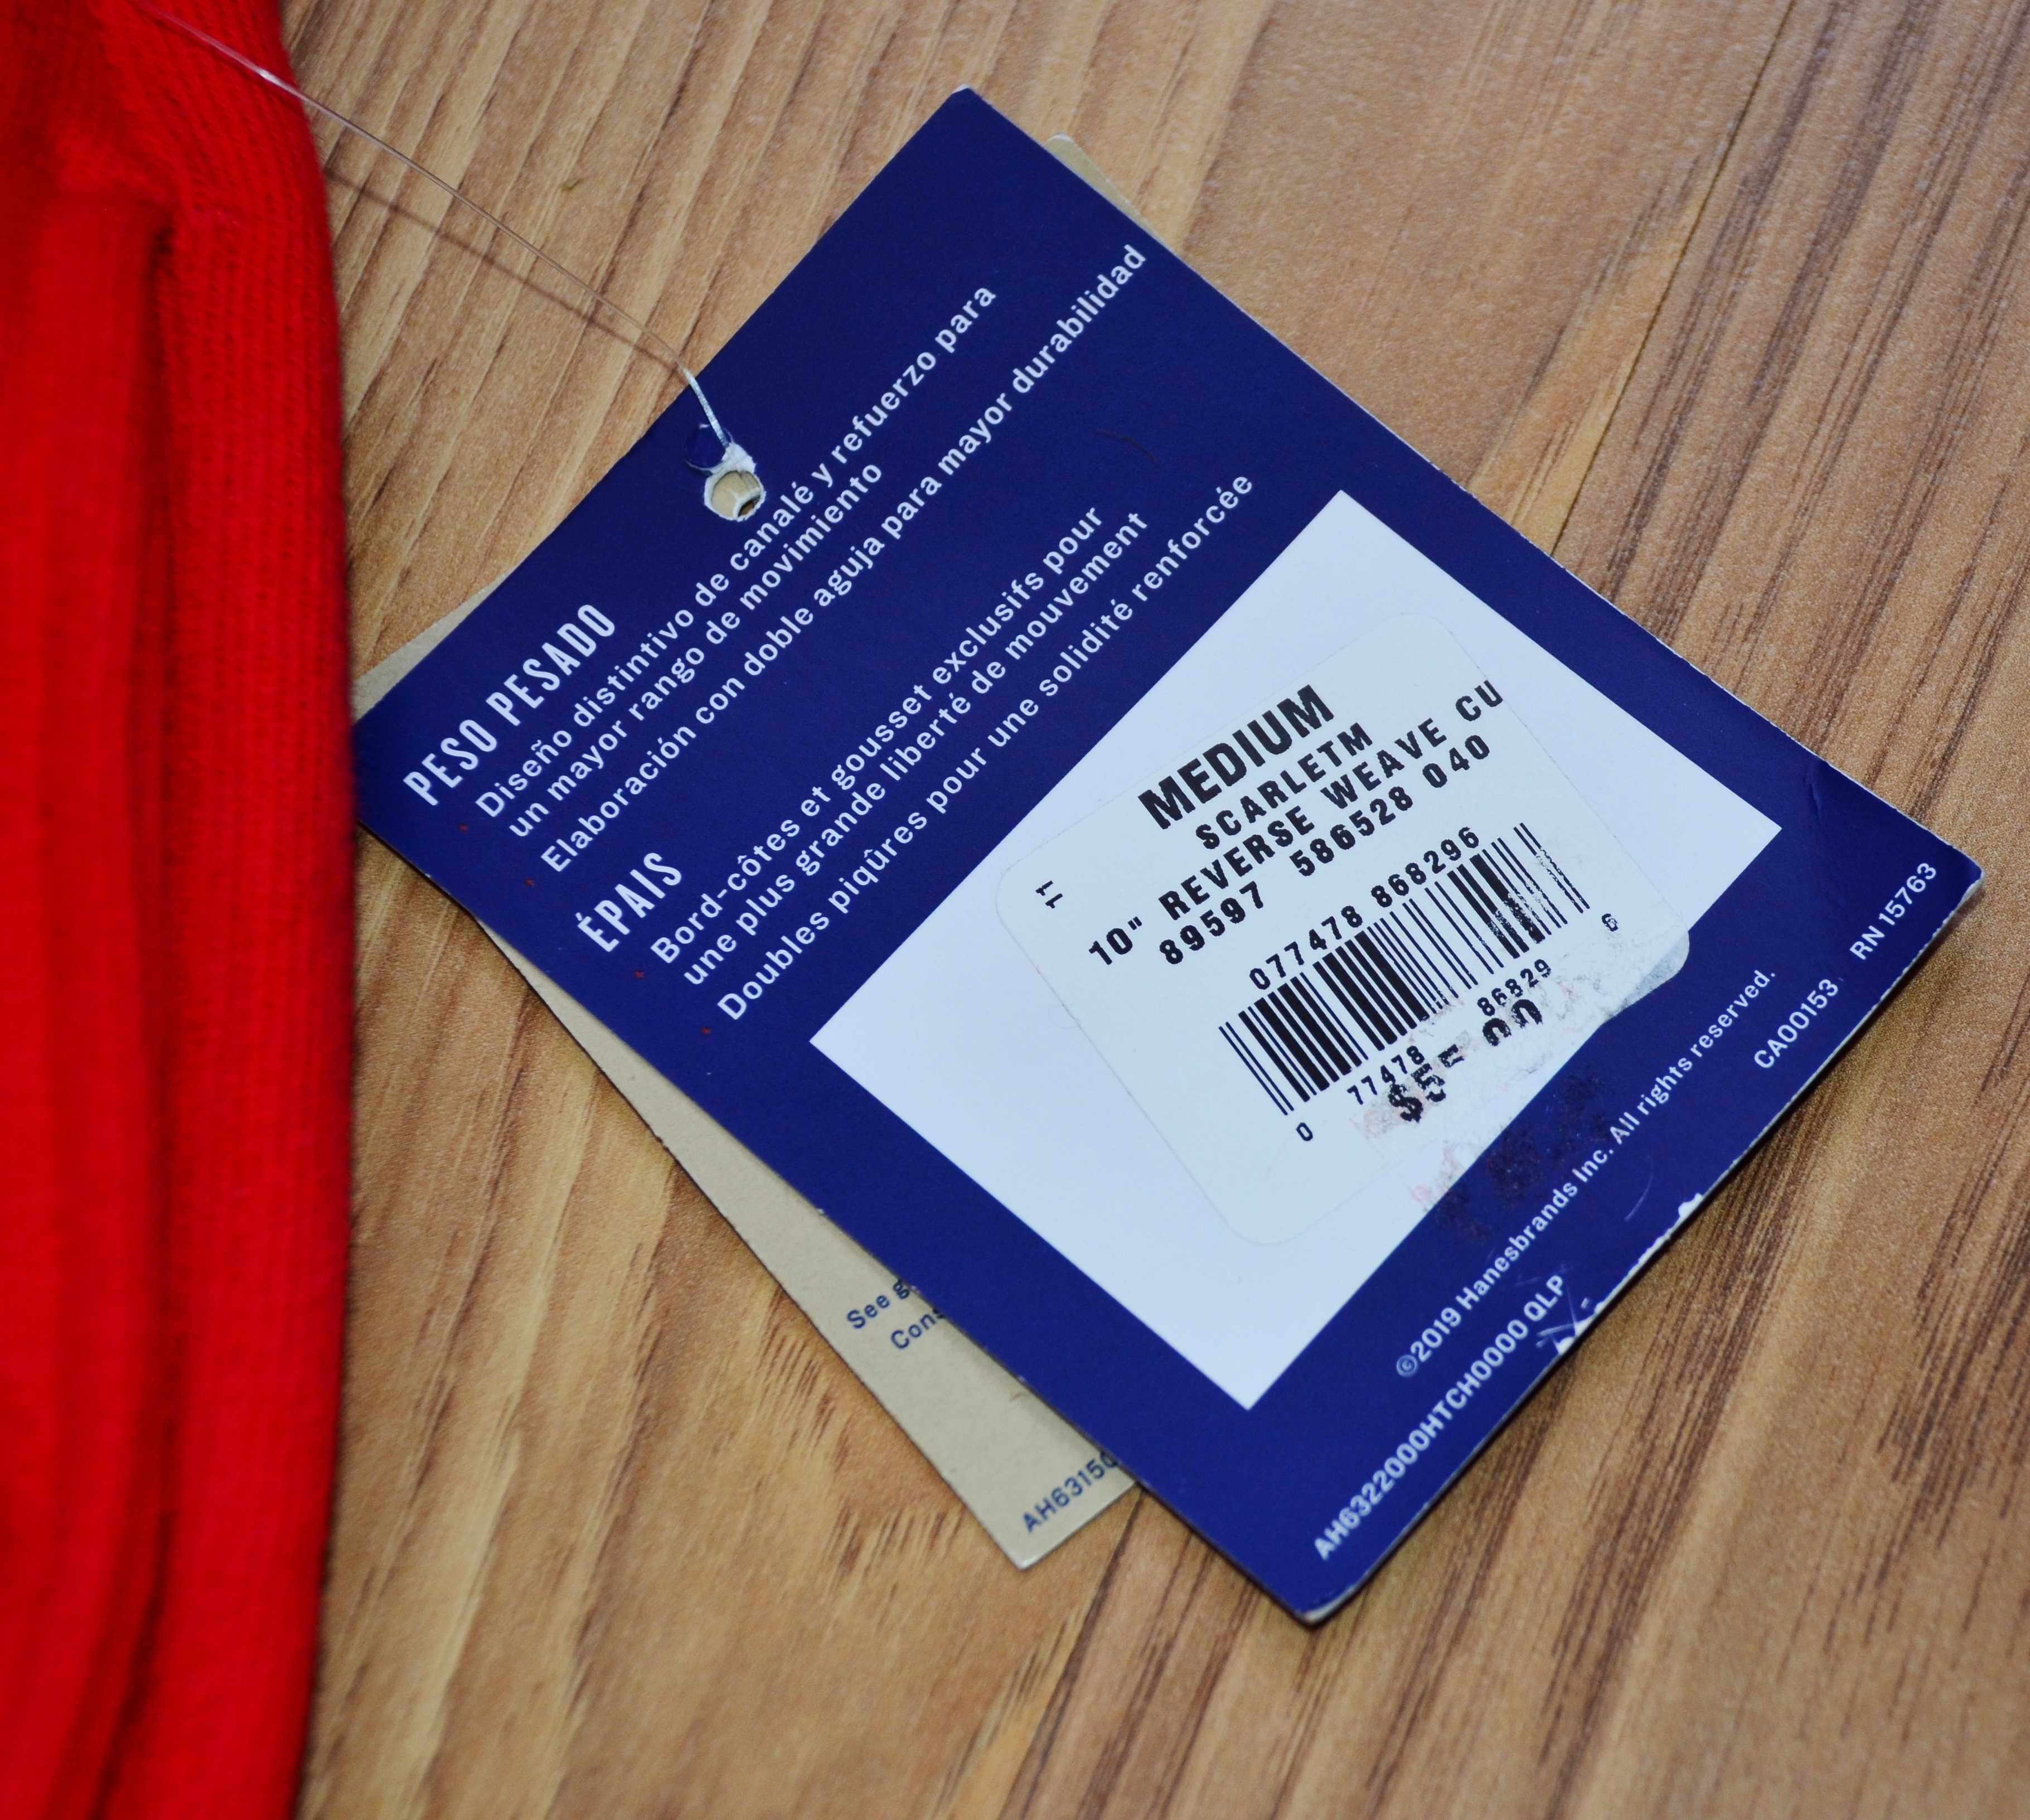 PESO PESADO
Diseño distintivo de canalé y refuerzo para
un mayor rango de movimiento
Elaboración con doble aguja para mayor durabilidad
ÉPAIS
Bord-côtes et gousset exclusifs pour
une plus grande liberté de mouvement
Doubles piqûres pour une solidité renforcée
11
MEDIUM
SCARLETM
10" REVERSE WEAVE CU
89597 586528 040
077478 868296
0 77478 86829 6
©2019 Hanesbrands Inc. All rights reserved.
AH6322000HTCH0000 QLP
CA00153 RN 15763
See